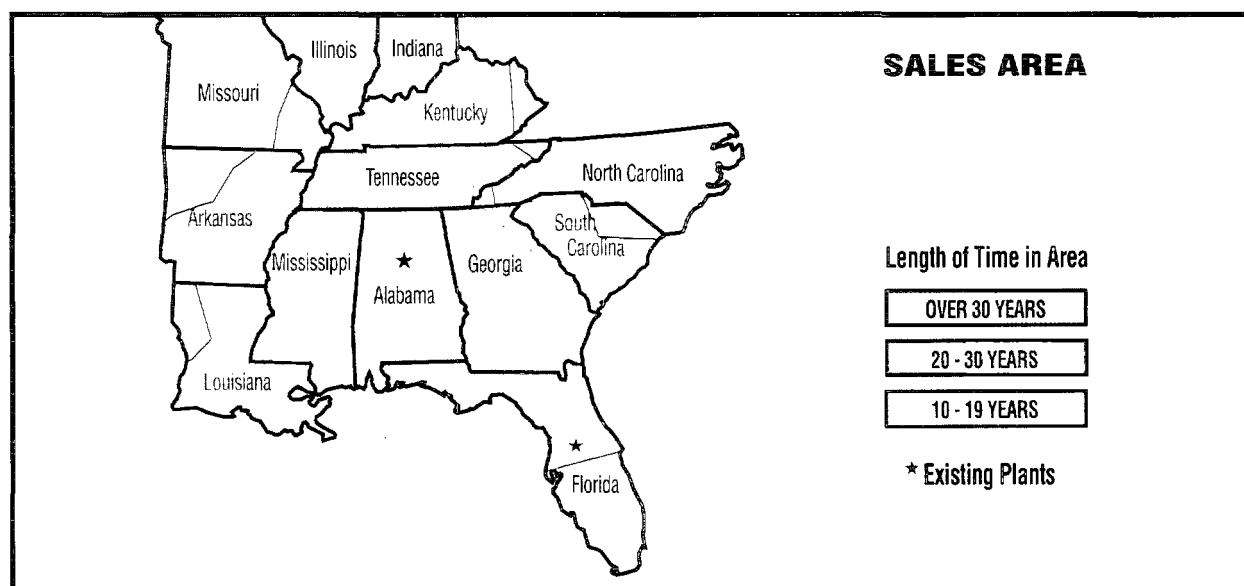 SALES AREA
Illinois
Indiana
Missouri
Kentucky
North Carolina
Tennessee
Arkansas
South
Carolina
Mississippi
Georgia
Alabama
Louisiana
Florida
Length of Time in Area
OVER 30 YEARS
20 - 30 YEARS
10 - 19 YEARS
★ Existing Plants